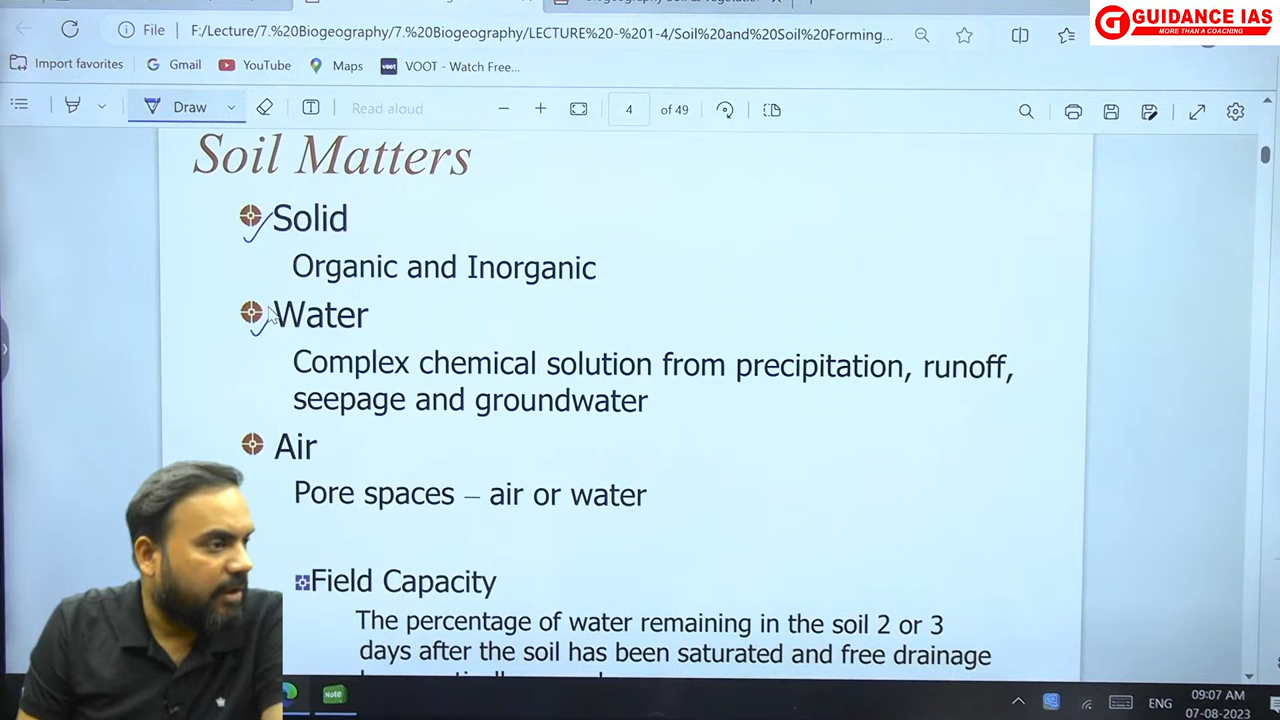 GUIDANCE IAS
MORE THAN A COACHING
File
F:/Lecture/7.%20Biogeography/7.%20Biogeography/LECTURE%20-%201-4/Soil%20and%20Soil%20Forming...
Import favorites
Gmail
YouTube
Maps
voot
VOOT - Watch Free...
Draw
Read aloud
4
of 49
Soil Matters
Solid
Organic and Inorganic
Water
Complex chemical solution from precipitation, runoff,
seepage and groundwater
Air
Pore spaces – air or water
Field Capacity
The percentage of water remaining in the soil 2 or 3
days after the soil has been saturated and free drainage
Note
ENG
09:07 AM
07-08-2023